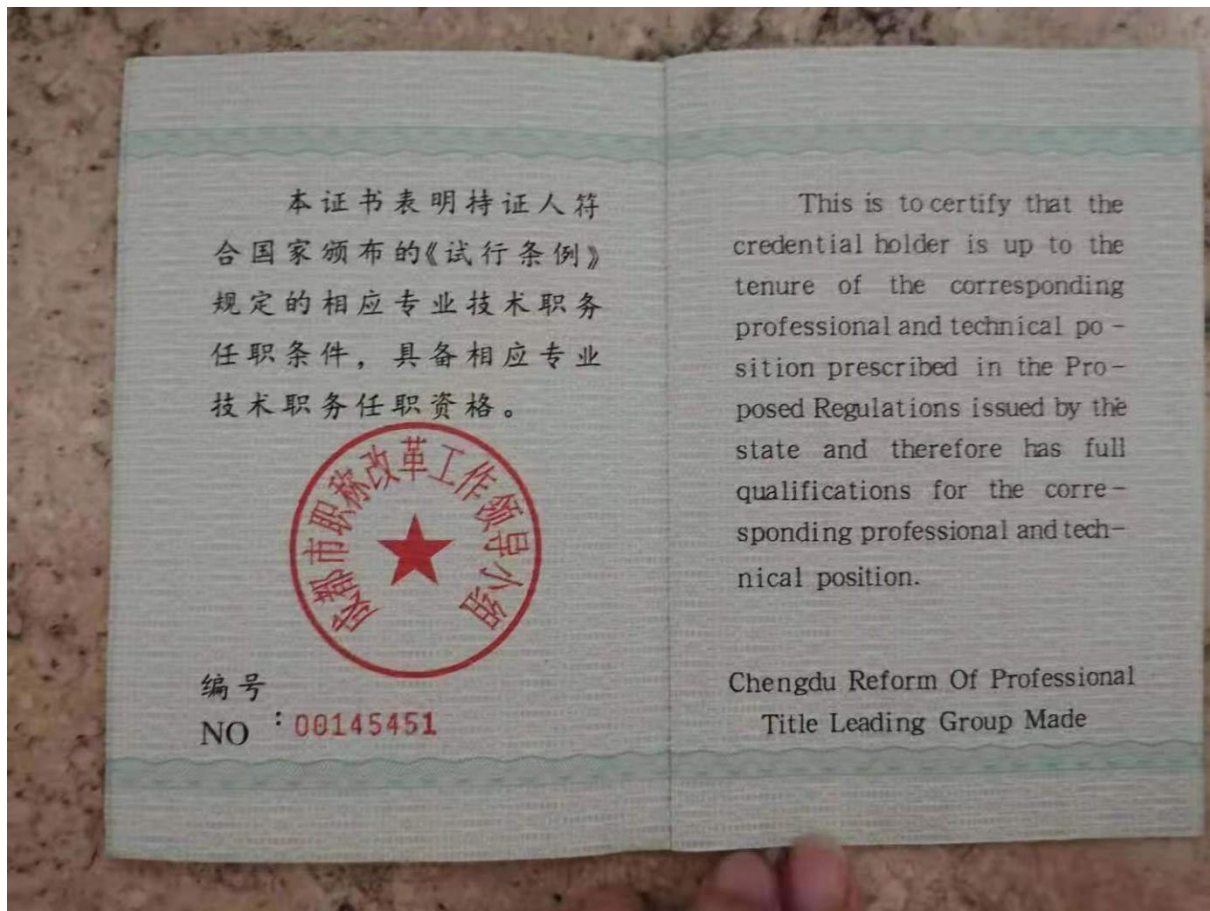 本证书表明持证人符
合国家颁布的《试行条例》
规定的相应专业技术职务
任职条件，具备相应专业
技术职务任职资格。
成都市职称改革工作领导小组
编号
NO：00145451
This is to certify that the
credential holder is up to the
tenure of the corresponding
professional and technical po-
sition prescribed in the Pro-
posed Regulations issued by the
state and therefore has full
qualifications for the corre-
sponding professional and tech-
nical position.
Chengdu Reform Of Professional
Title Leading Group Made